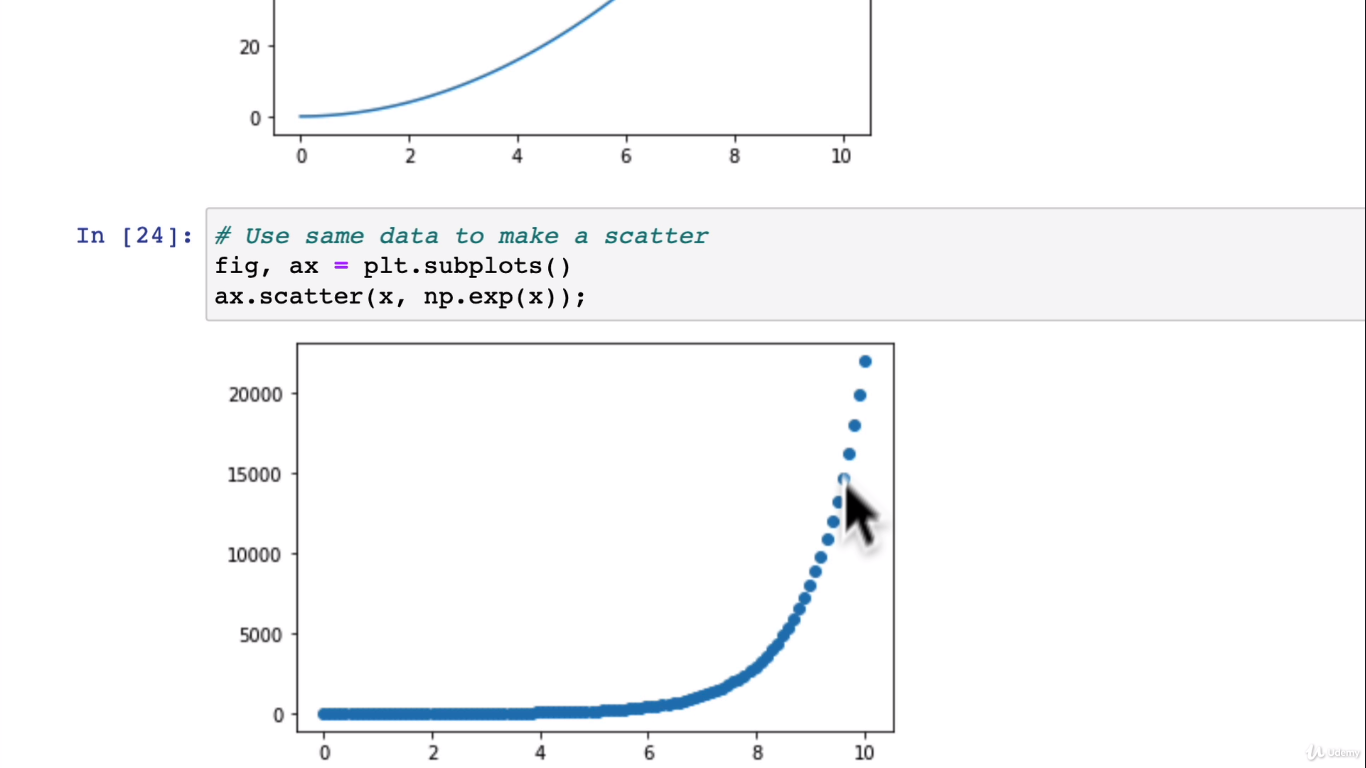 20
0
0 2 4 6 8 10
In [24]:
# Use same data to make a scatter
fig, ax = plt.subplots()
ax.scatter(x, np.exp(x));
20000
15000
10000
5000
0
0 2 4 6 8 10
Udemy